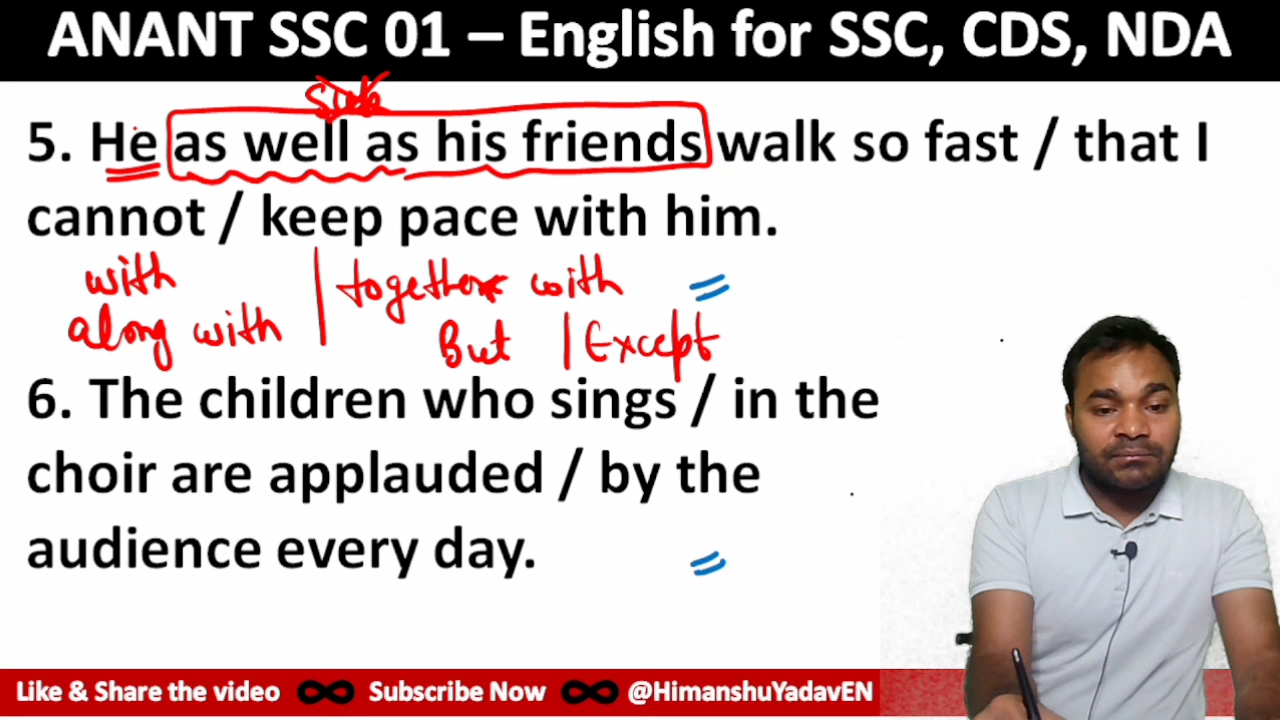 ANANT SSC 01 – English for SSC, CDS, NDA
5. He as well as his friends walk so fast / that I
cannot / keep pace with him.
with
along with | together with
But | Except
6. The children who sings / in the
choir are applauded / by the
audience every day.
Like & Share the video Subscribe Now @HimanshuYadavEN